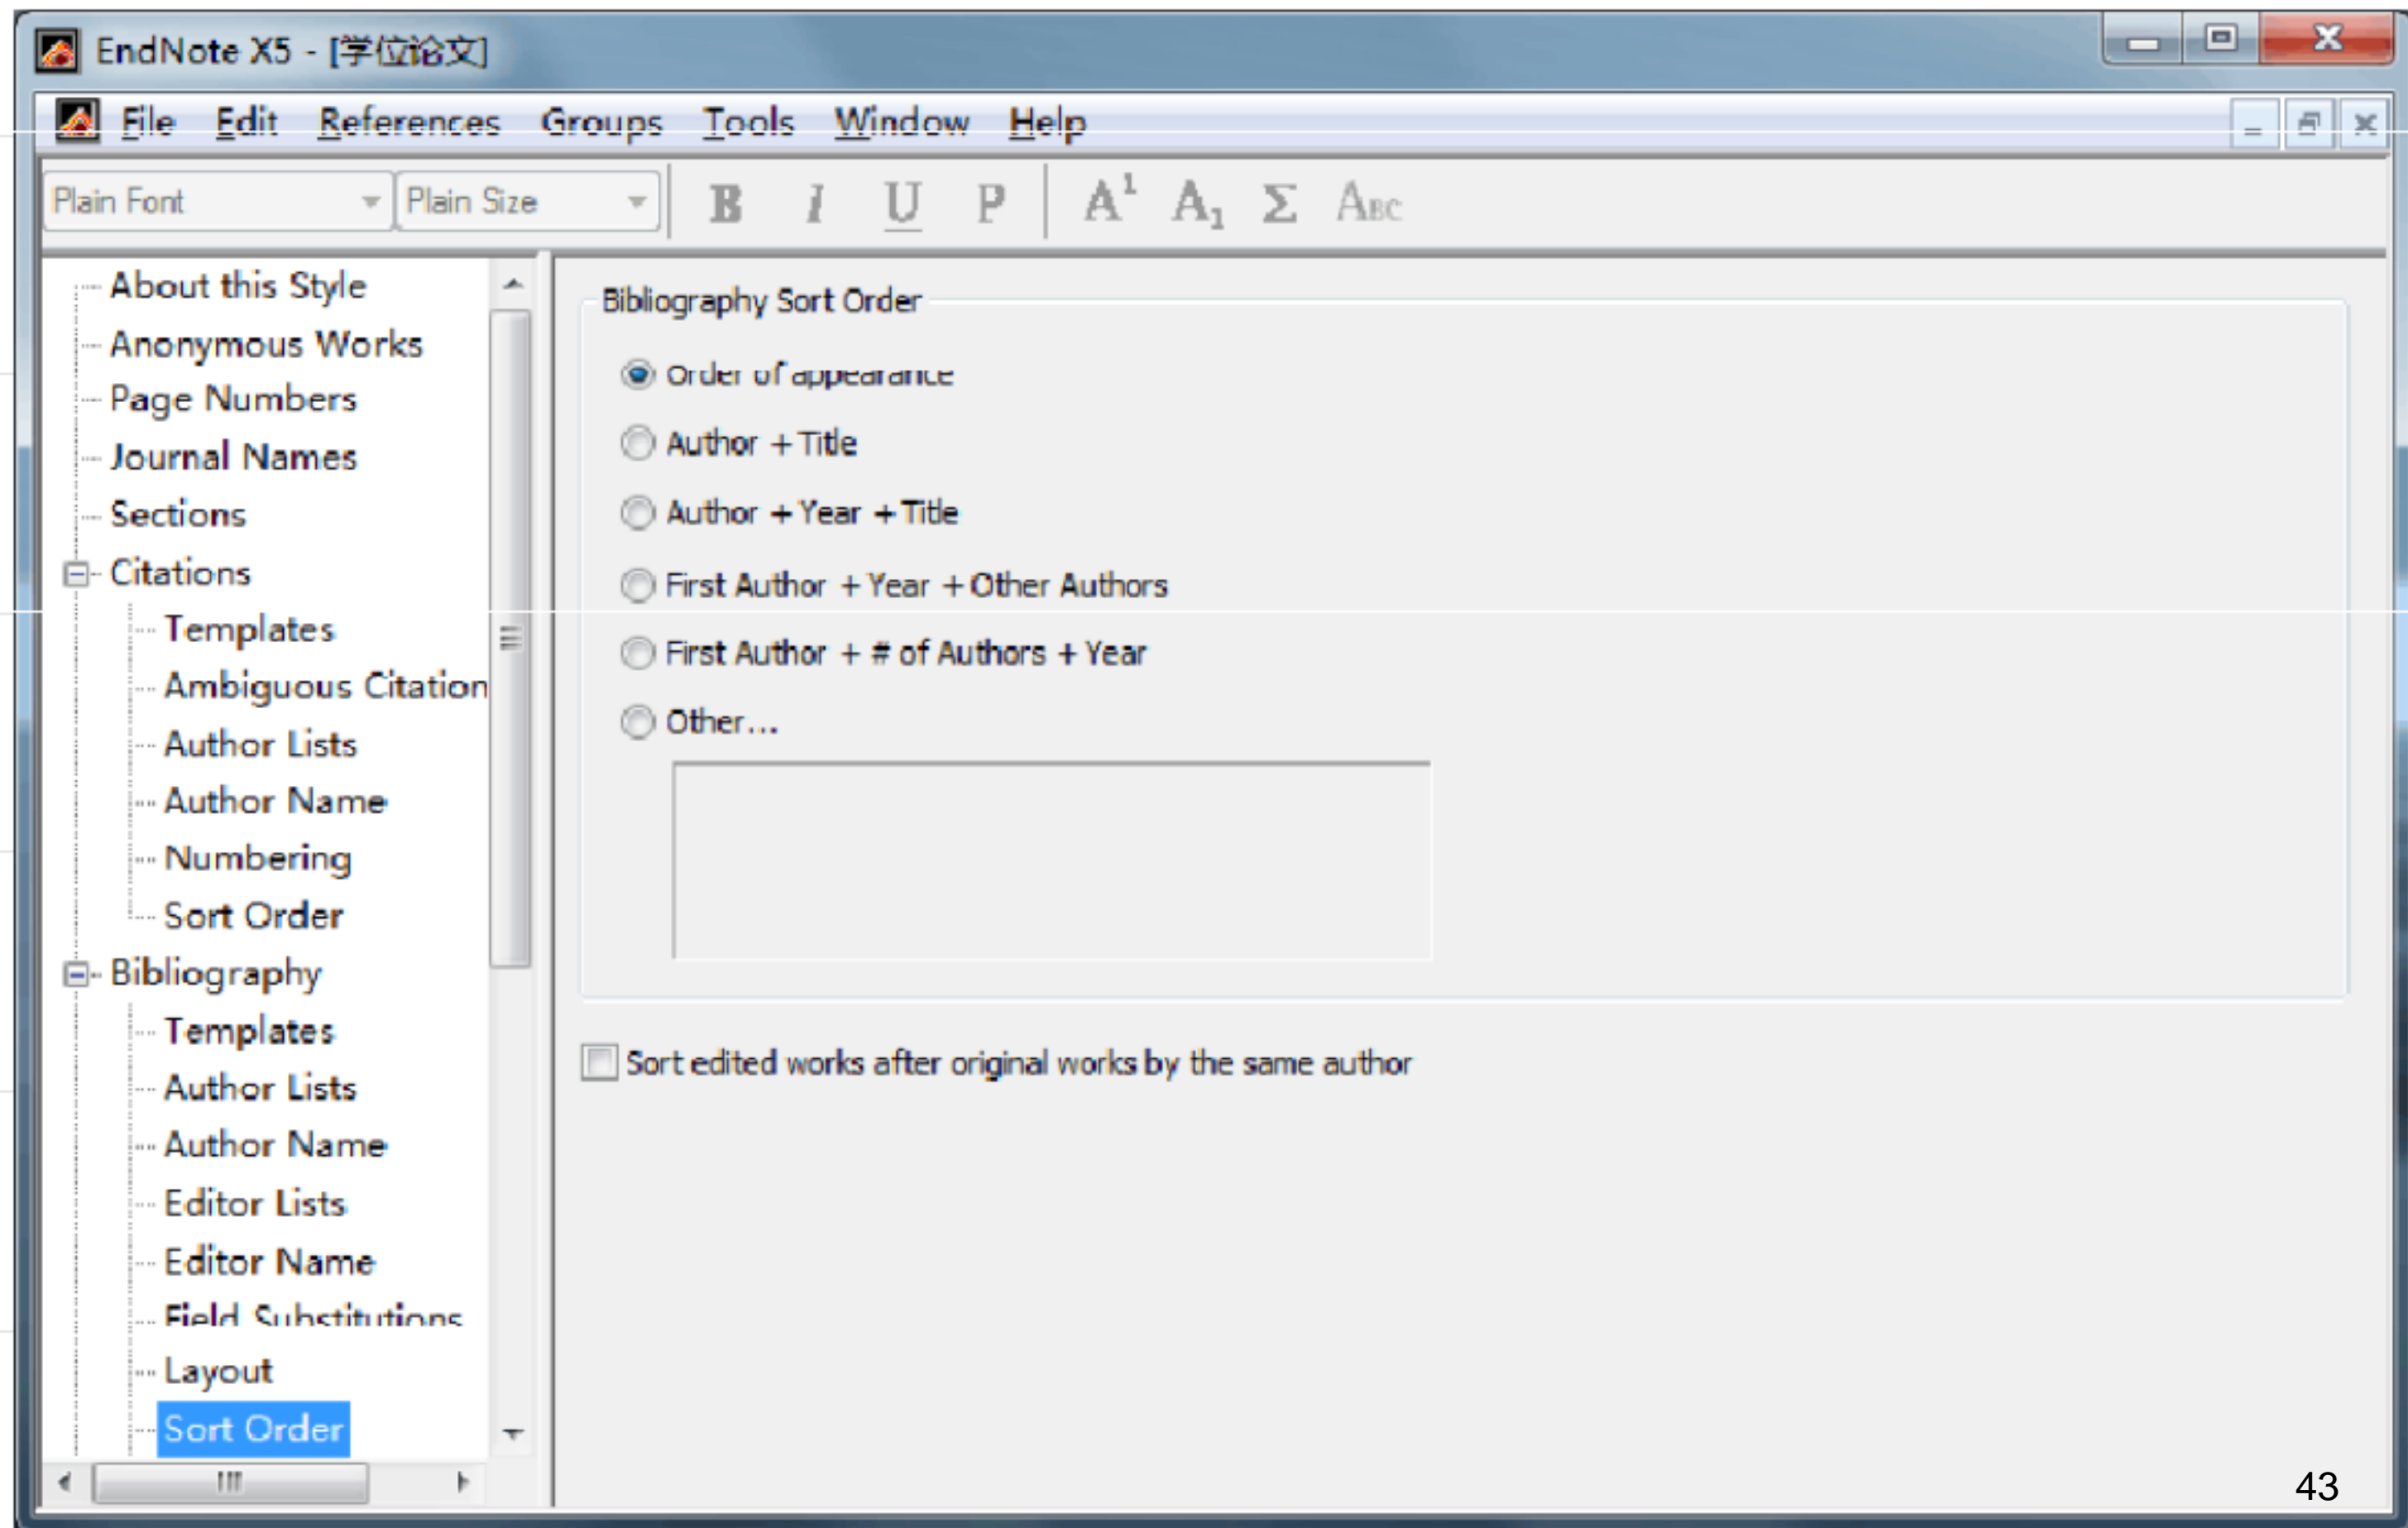 EndNote X5 - [学位论文]
File Edit References Groups Tools Window Help
Plain Font Plain Size B I U P A¹ A₁ Σ ABC
About this Style
Anonymous Works
Page Numbers
Journal Names
Sections
Citations
Templates
Ambiguous Citation
Author Lists
Author Name
Numbering
Sort Order
Bibliography
Templates
Author Lists
Author Name
Editor Lists
Editor Name
Field Substitutions
Layout
Sort Order
Bibliography Sort Order
Order of appearance
Author + Title
Author + Year + Title
First Author + Year + Other Authors
First Author + # of Authors + Year
Other...
Sort edited works after original works by the same author
43